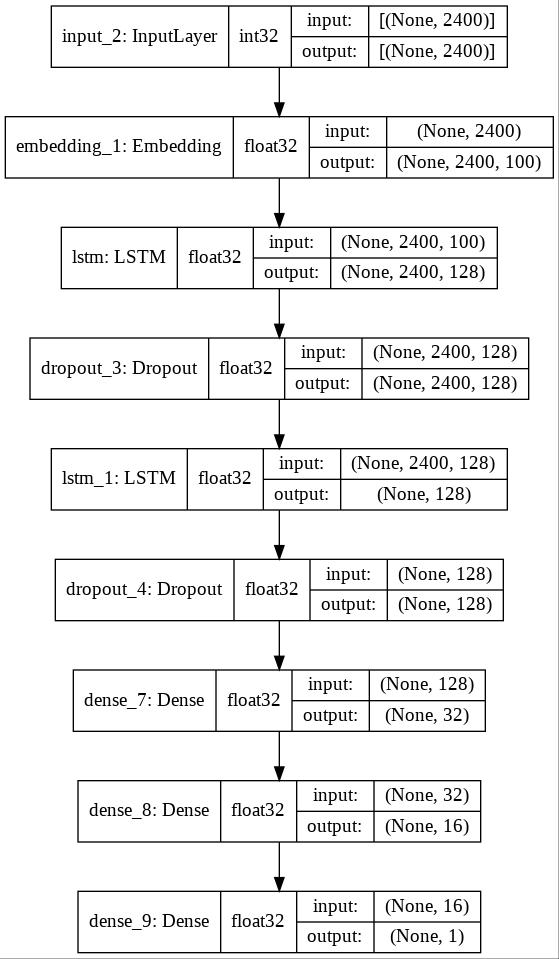 input_2: InputLayer int32 input: [(None, 2400)]
output: [(None, 2400)]
embedding_1: Embedding float32 input: (None, 2400)
output: (None, 2400, 100)
lstm: LSTM float32 input: (None, 2400, 100)
output: (None, 2400, 128)
dropout_3: Dropout float32 input: (None, 2400, 128)
output: (None, 2400, 128)
lstm_1: LSTM float32 input: (None, 2400, 128)
output: (None, 128)
dropout_4: Dropout float32 input: (None, 128)
output: (None, 128)
dense_7: Dense float32 input: (None, 128)
output: (None, 32)
dense_8: Dense float32 input: (None, 32)
output: (None, 16)
dense_9: Dense float32 input: (None, 16)
output: (None, 1)